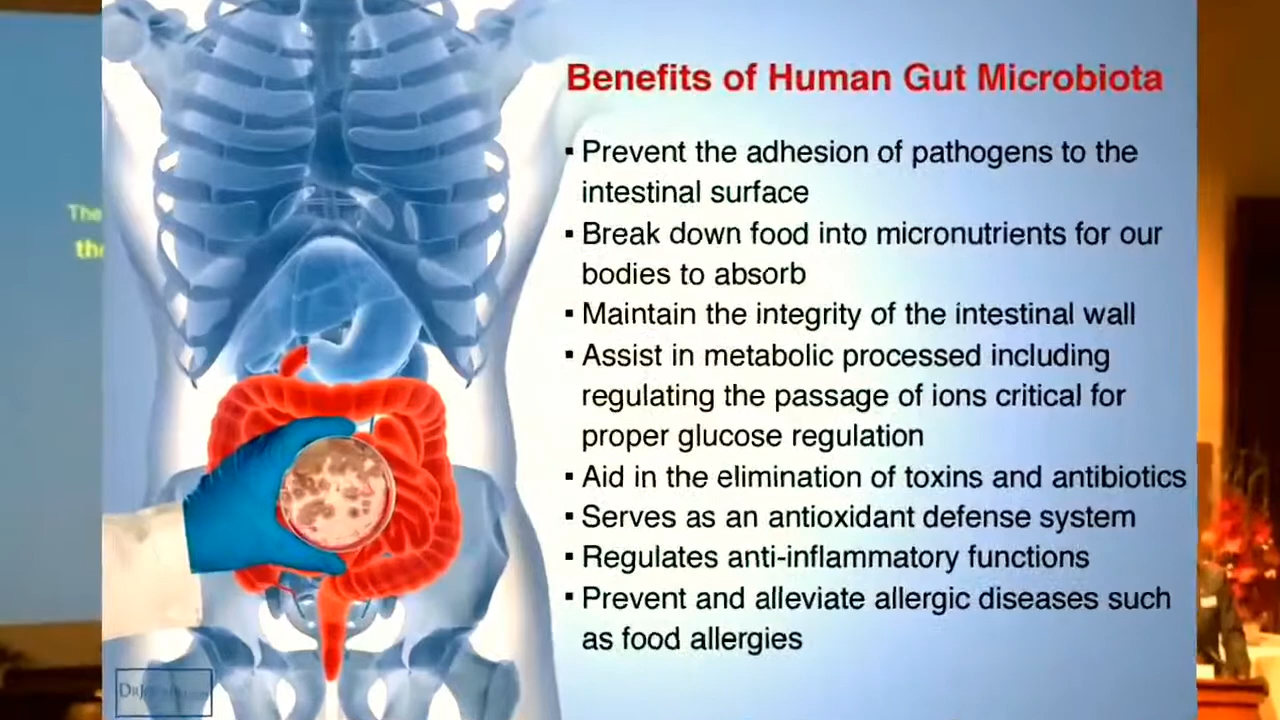 Benefits of Human Gut Microbiota
▪ Prevent the adhesion of pathogens to the
intestinal surface
▪ Break down food into micronutrients for our
bodies to absorb
▪ Maintain the integrity of the intestinal wall
▪ Assist in metabolic processed including
regulating the passage of ions critical for
proper glucose regulation
▪ Aid in the elimination of toxins and antibiotics
▪ Serves as an antioxidant defense system
▪ Regulates anti-inflammatory functions
▪ Prevent and alleviate allergic diseases such
as food allergies
The
the